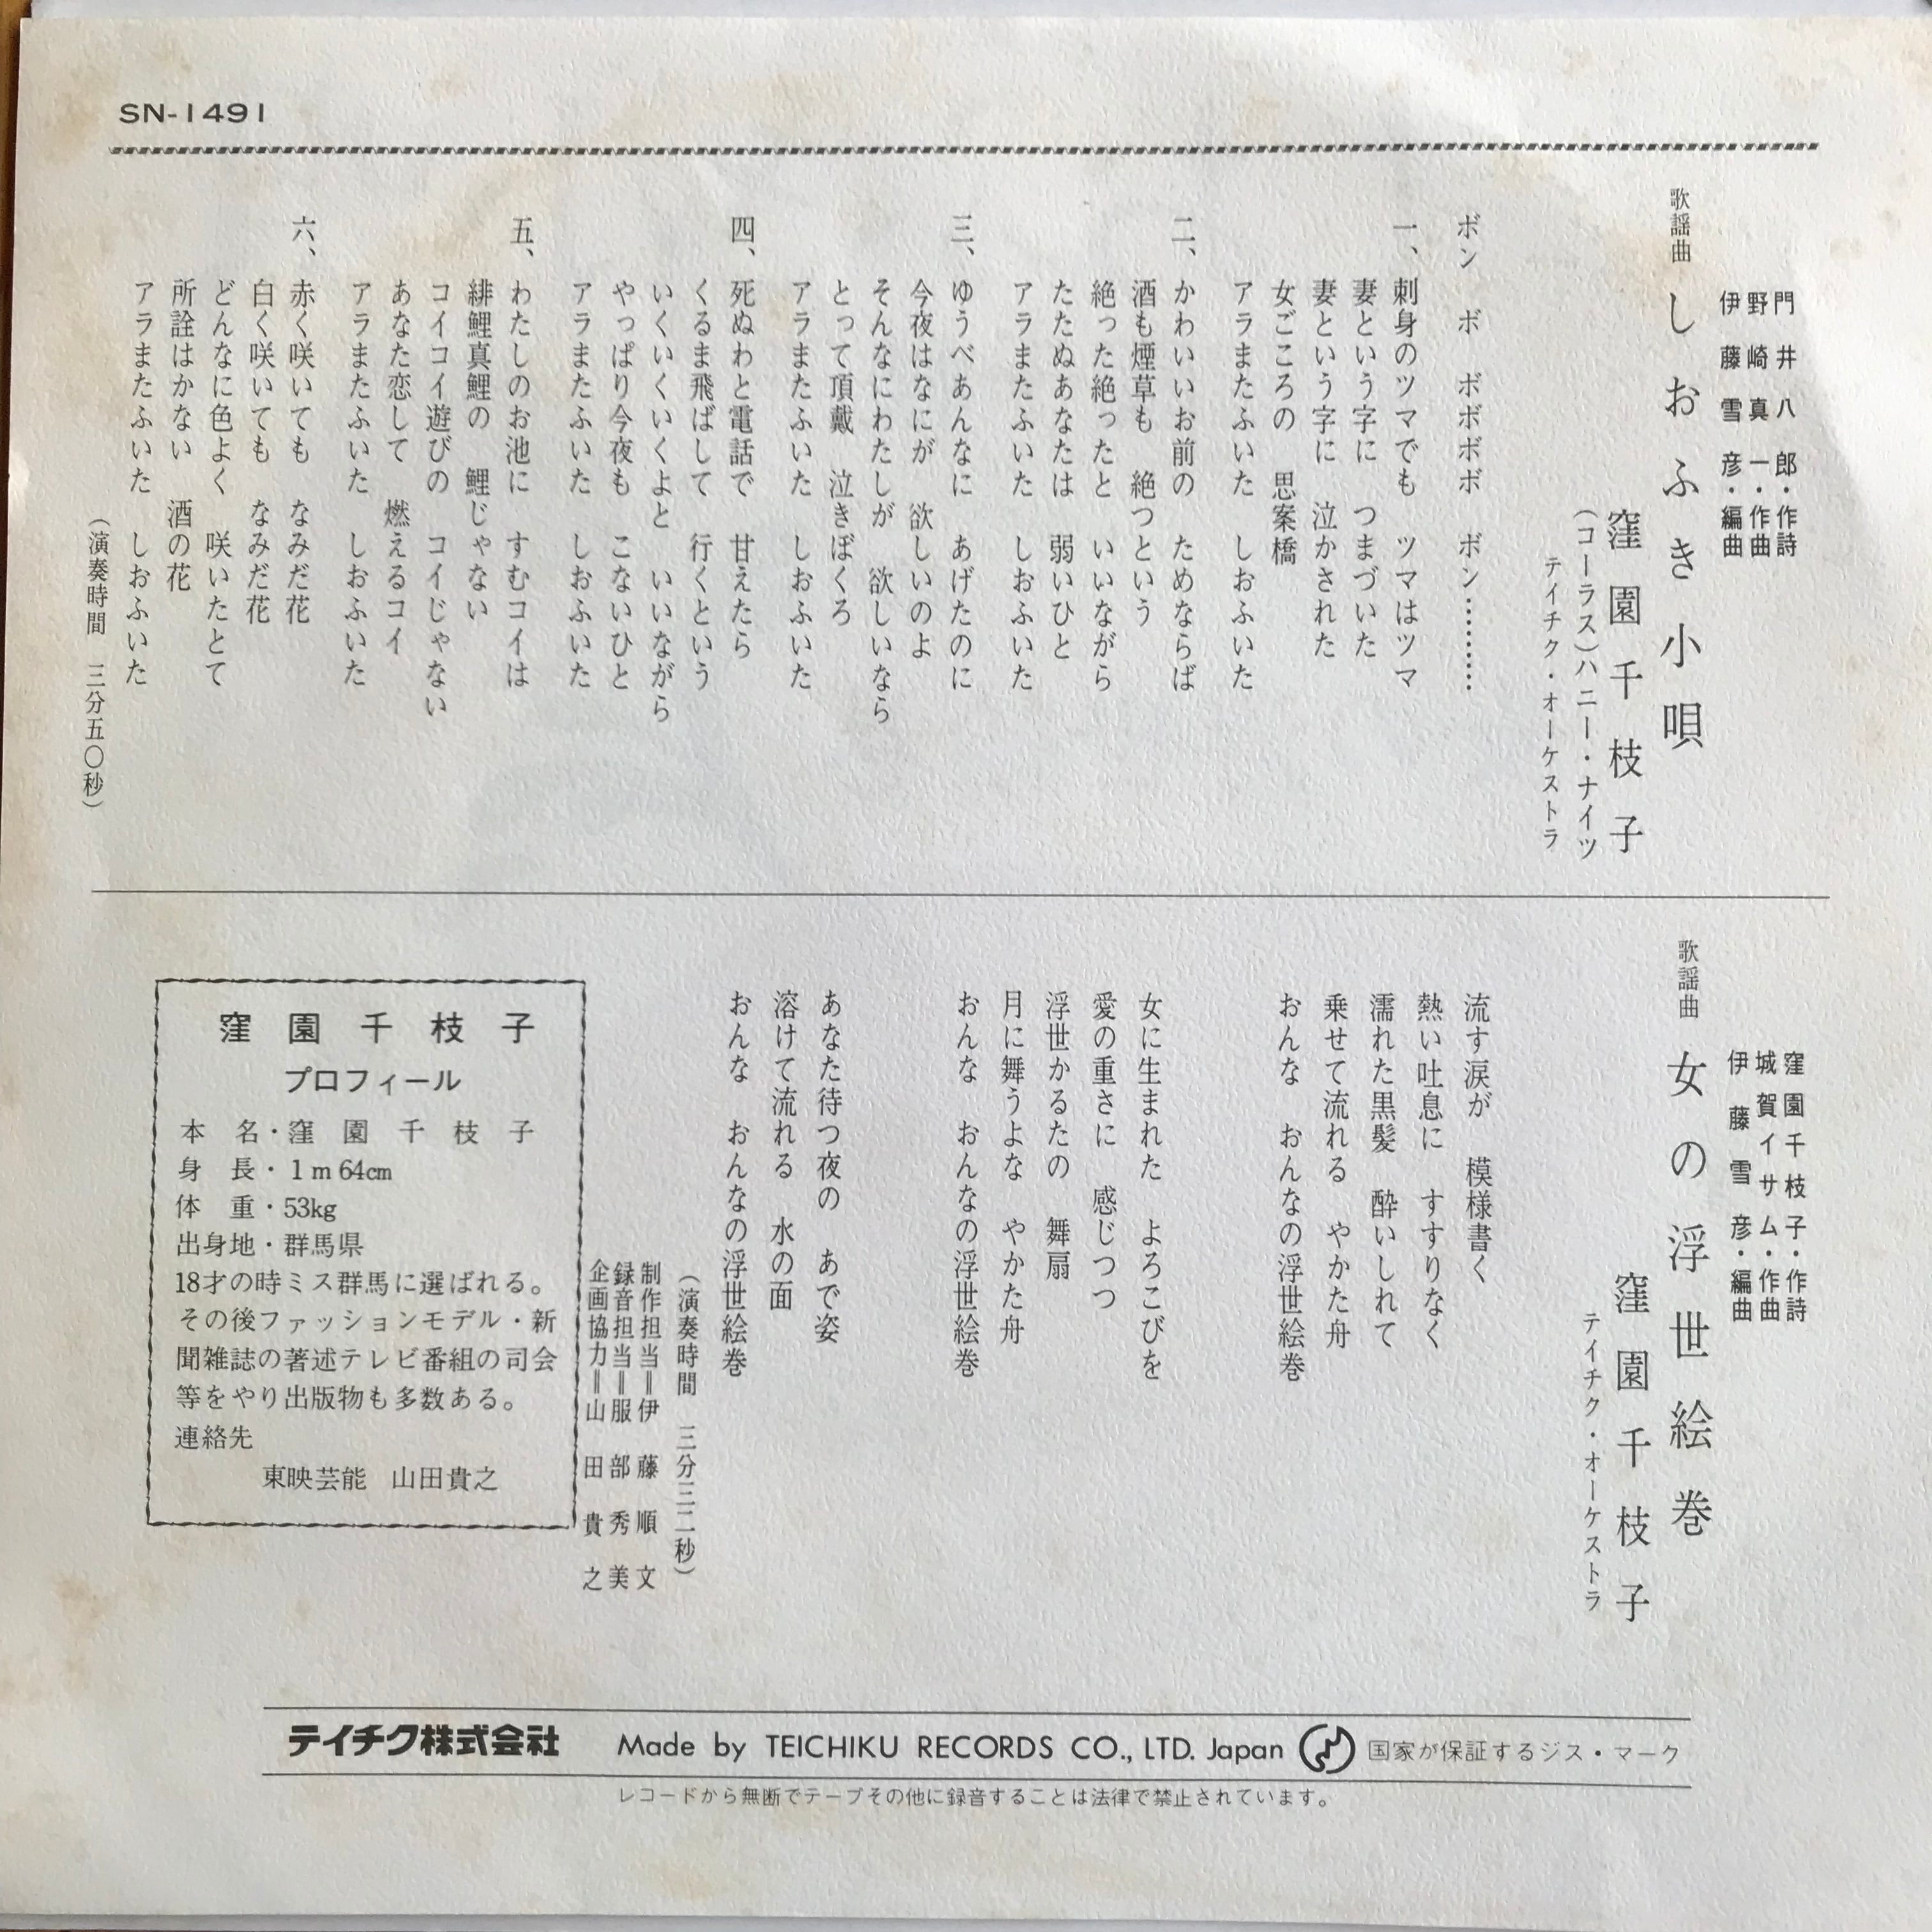 SN-1491
門井八郎・作詩
野崎真一・作曲
伊藤雪彦・編曲
歌謡曲 しおふき小唄
窪園千枝子
(コーラス)ハニー・ナイツ
テイチク・オーケストラ
ボン ボ ボボボボ ボン…………
一、刺身のツマでも ツマはツマ
妻という字に つまづいた
妻という字に 泣かされた
女ごころの 思案橋
アラまたふいた しおふいた
二、かわいいお前の ためならば
酒も煙草も 絶つという
絶った絶ったと いいながら
たたぬあなたは 弱いひと
アラまたふいた しおふいた
三、ゆうべあんなに あげたのに
今夜はなにが 欲しいのよ
そんなにわたしが 欲しいなら
とって頂戴 泣きぼくろ
アラまたふいた しおふいた
四、死ぬわと電話で 甘えたら
くるま飛ばして 行くという
いくいくいくよと いいながら
やっぱり今夜も こないひと
アラまたふいた しおふいた
五、わたしのお池に すむコイは
緋鯉真鯉の 鯉じゃない
コイコイ遊びの コイじゃない
あなた恋して 燃えるコイ
アラまたふいた しおふいた
六、赤く咲いても なみだ花
白く咲いても なみだ花
どんなに色よく 咲いたとて
所詮はかない 酒の花
アラまたふいた しおふいた
(演奏時間 三分五〇秒)
窪園千枝子・作詩
城賀イサム・作曲
伊藤雪彦・編曲
歌謡曲 女の浮世絵巻
窪園千枝子
テイチク・オーケストラ
流す涙が 模様書く
熱い吐息に すすりなく
濡れた黒髪 酔いしれて
乗せて流れる やかた舟
おんな おんなの浮世絵巻
女に生まれた よろこびを
愛の重さに 感じつつ
浮世かるたの 舞扇
月に舞うよな やかた舟
おんな おんなの浮世絵巻
あなた待つ夜の あで姿
溶けて流れる 水の面
おんな おんなの浮世絵巻
(演奏時間 三分三二秒)
制作担当=伊藤順文
録音担当=服部秀美
企画協力=山田貴之
窪園千枝子
プロフィール
本 名・窪園千枝子
身 長・1m64cm
体 重・53kg
出身地・群馬県
18才の時ミス群馬に選ばれる。
その後ファッションモデル・新
聞雑誌の著述テレビ番組の司会
等をやり出版物も多数ある。
連絡先
東映芸能 山田貴之
テイチク株式会社 Made by TEICHIKU RECORDS CO., LTD. Japan 国家が保証するジス・マーク
レコードから無断でテープその他に録音することは法律で禁止されています。